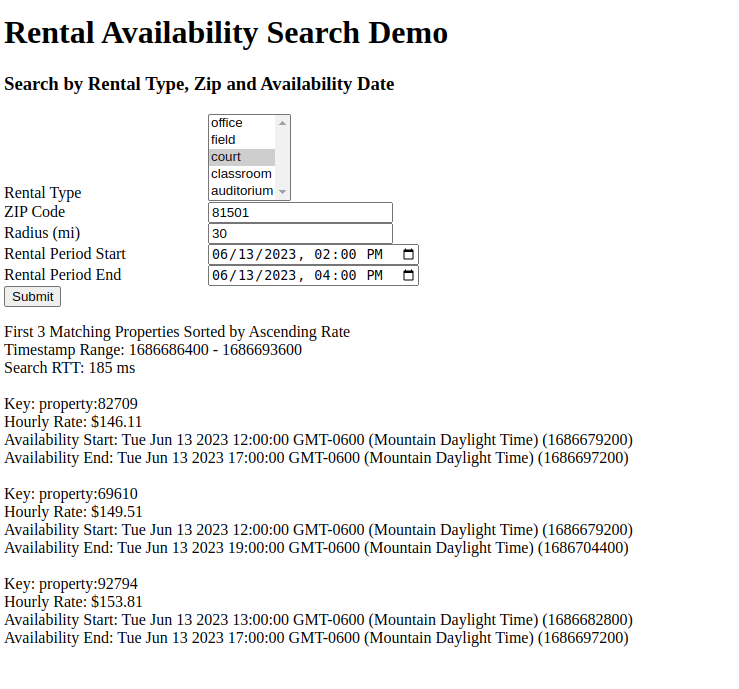 Rental Availability Search Demo
Search by Rental Type, Zip and Availability Date
office
field
court
classroom
auditorium
Rental Type
ZIP Code 81501
Radius (mi) 30
Rental Period Start 06/13/2023, 02:00 PM
Rental Period End 06/13/2023, 04:00 PM
Submit
First 3 Matching Properties Sorted by Ascending Rate
Timestamp Range: 1686686400 - 1686693600
Search RTT: 185 ms
Key: property:82709
Hourly Rate: $146.11
Availability Start: Tue Jun 13 2023 12:00:00 GMT-0600 (Mountain Daylight Time) (1686679200)
Availability End: Tue Jun 13 2023 17:00:00 GMT-0600 (Mountain Daylight Time) (1686697200)
Key: property:69610
Hourly Rate: $149.51
Availability Start: Tue Jun 13 2023 12:00:00 GMT-0600 (Mountain Daylight Time) (1686679200)
Availability End: Tue Jun 13 2023 19:00:00 GMT-0600 (Mountain Daylight Time) (1686704400)
Key: property:92794
Hourly Rate: $153.81
Availability Start: Tue Jun 13 2023 13:00:00 GMT-0600 (Mountain Daylight Time) (1686682800)
Availability End: Tue Jun 13 2023 17:00:00 GMT-0600 (Mountain Daylight Time) (1686697200)